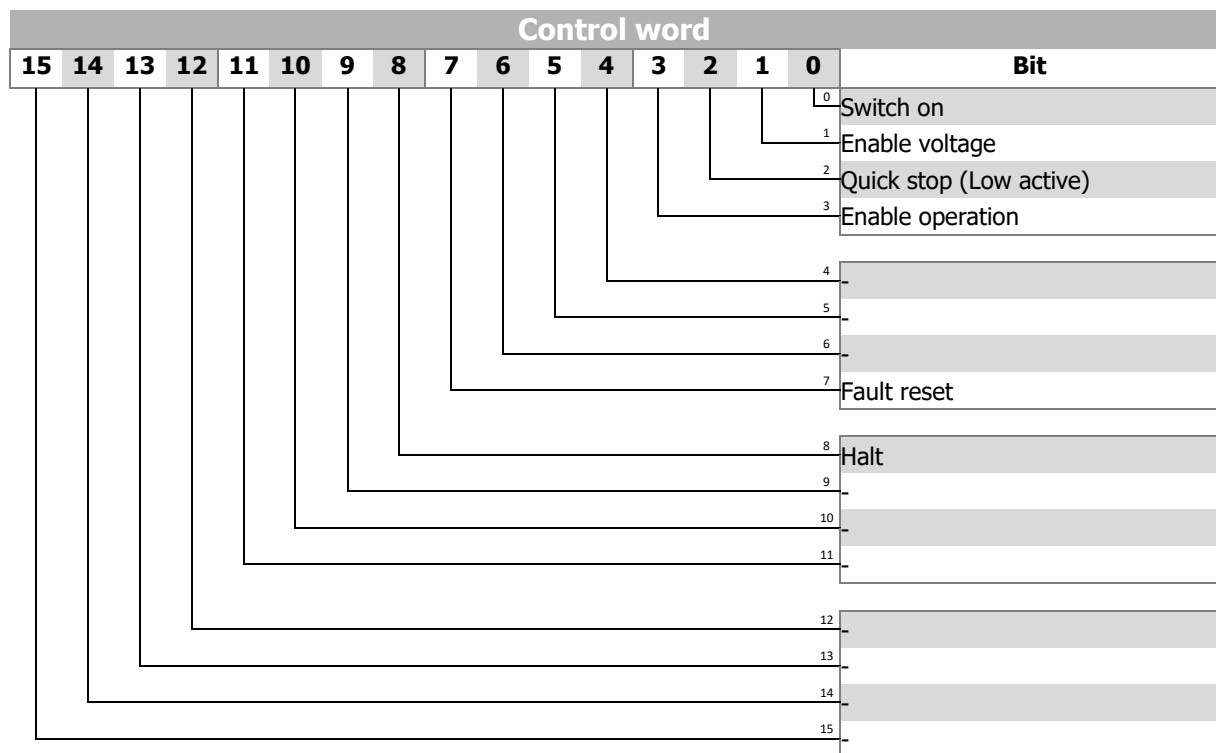 Control word
15 14 13 12 11 10 9 8 7 6 5 4 3 2 1 0 Bit
0 Switch on
1 Enable voltage
2 Quick stop (Low active)
3 Enable operation
4 -
5 -
6 -
7 Fault reset
8 Halt
9 -
10 -
11 -
12 -
13 -
14 -
15 -